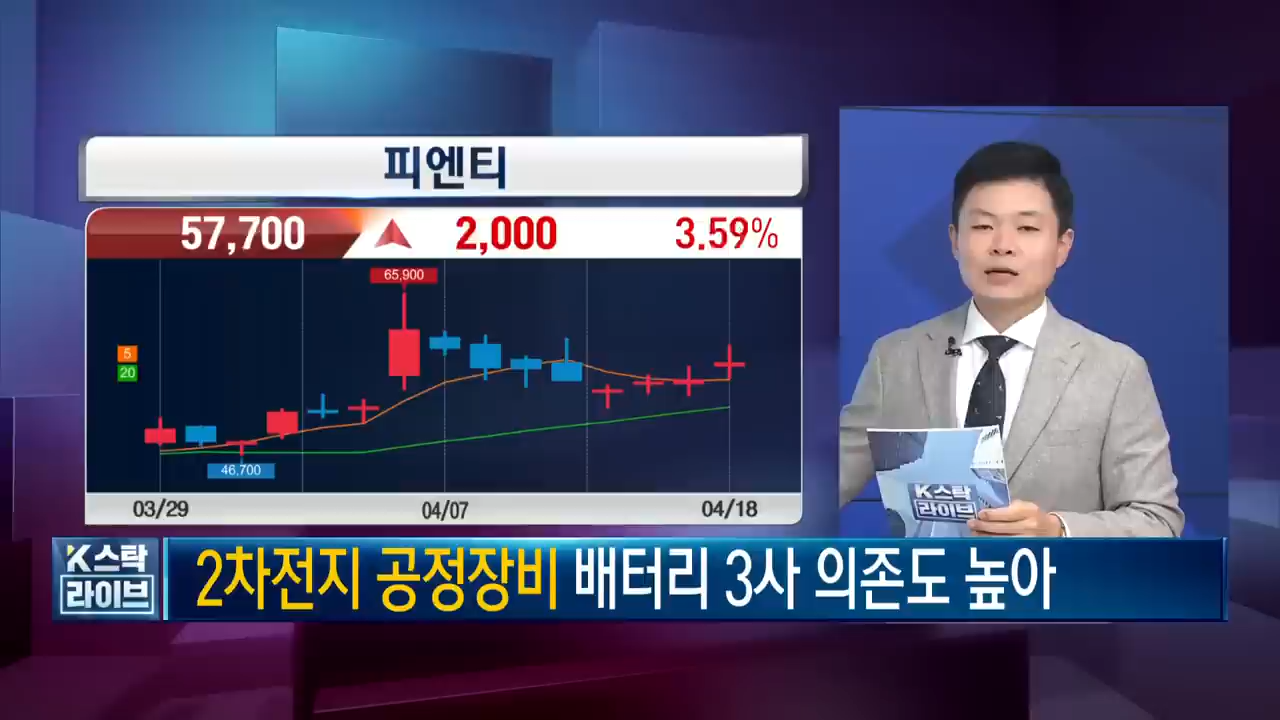 피엔티
57,700 ▲ 2,000 3.59%
65,900
5
20
46,700
03/29 04/07 04/18
K스탁
라이브
K스탁
라이브
2차전지 공정장비 배터리 3사 의존도 높아